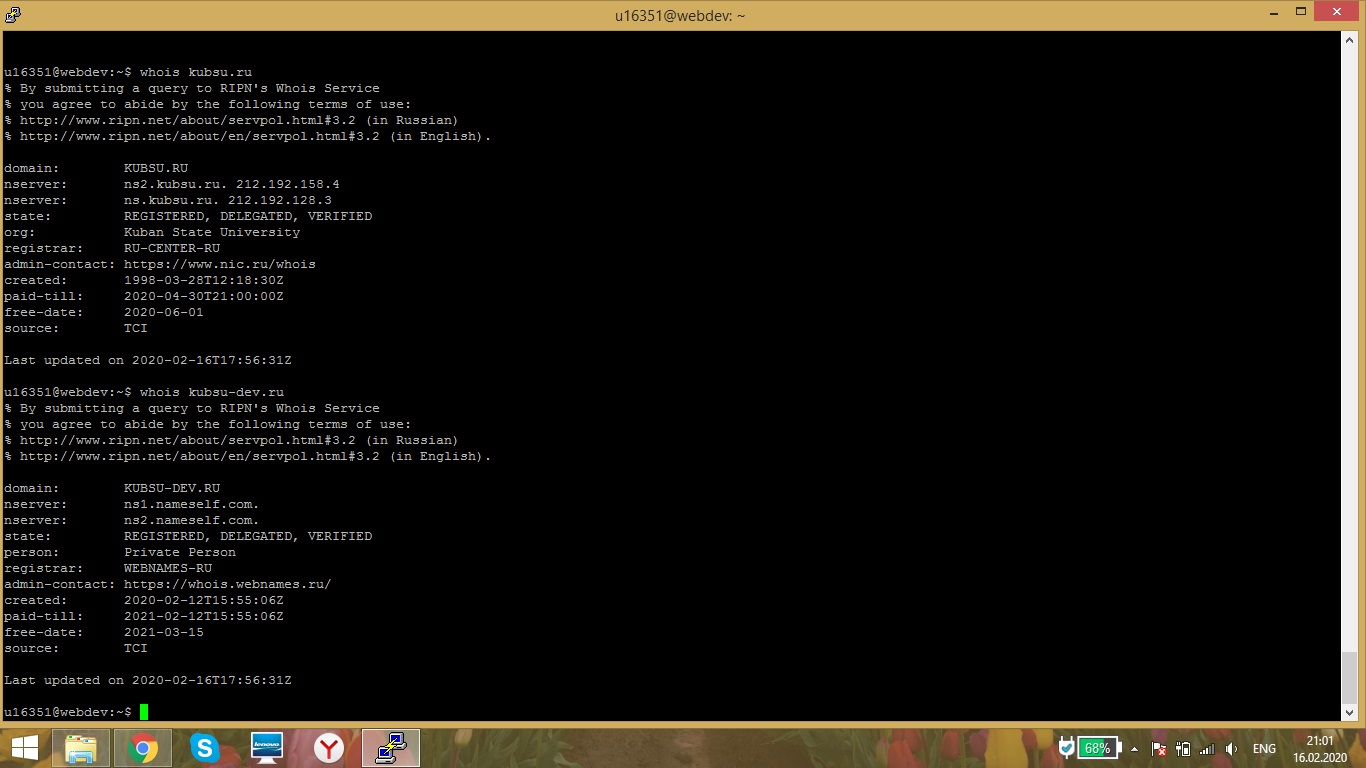 u16351@webdev: ~
u16351@webdev:~$ whois kubsu.ru
% By submitting a query to RIPN's Whois Service
% you agree to abide by the following terms of use:
% http://www.ripn.net/about/servpol.html#3.2 (in Russian)
% http://www.ripn.net/about/en/servpol.html#3.2 (in English).
domain:        KUBSU.RU
nserver:       ns2.kubsu.ru. 212.192.158.4
nserver:       ns.kubsu.ru. 212.192.128.3
state:         REGISTERED, DELEGATED, VERIFIED
org:           Kuban State University
registrar:     RU-CENTER-RU
admin-contact: https://www.nic.ru/whois
created:       1998-03-28T12:18:30Z
paid-till:     2020-04-30T21:00:00Z
free-date:     2020-06-01
source:        TCI
Last updated on 2020-02-16T17:56:31Z
u16351@webdev:~$ whois kubsu-dev.ru
% By submitting a query to RIPN's Whois Service
% you agree to abide by the following terms of use:
% http://www.ripn.net/about/servpol.html#3.2 (in Russian)
% http://www.ripn.net/about/en/servpol.html#3.2 (in English).
domain:        KUBSU-DEV.RU
nserver:       ns1.nameself.com.
nserver:       ns2.nameself.com.
state:         REGISTERED, DELEGATED, VERIFIED
person:        Private Person
registrar:     WEBNAMES-RU
admin-contact: https://whois.webnames.ru/
created:       2020-02-12T15:55:06Z
paid-till:     2021-02-12T15:55:06Z
free-date:     2021-03-15
source:        TCI
Last updated on 2020-02-16T17:56:31Z
u16351@webdev:~$
lenovo
68%
ENG
21:01
16.02.2020